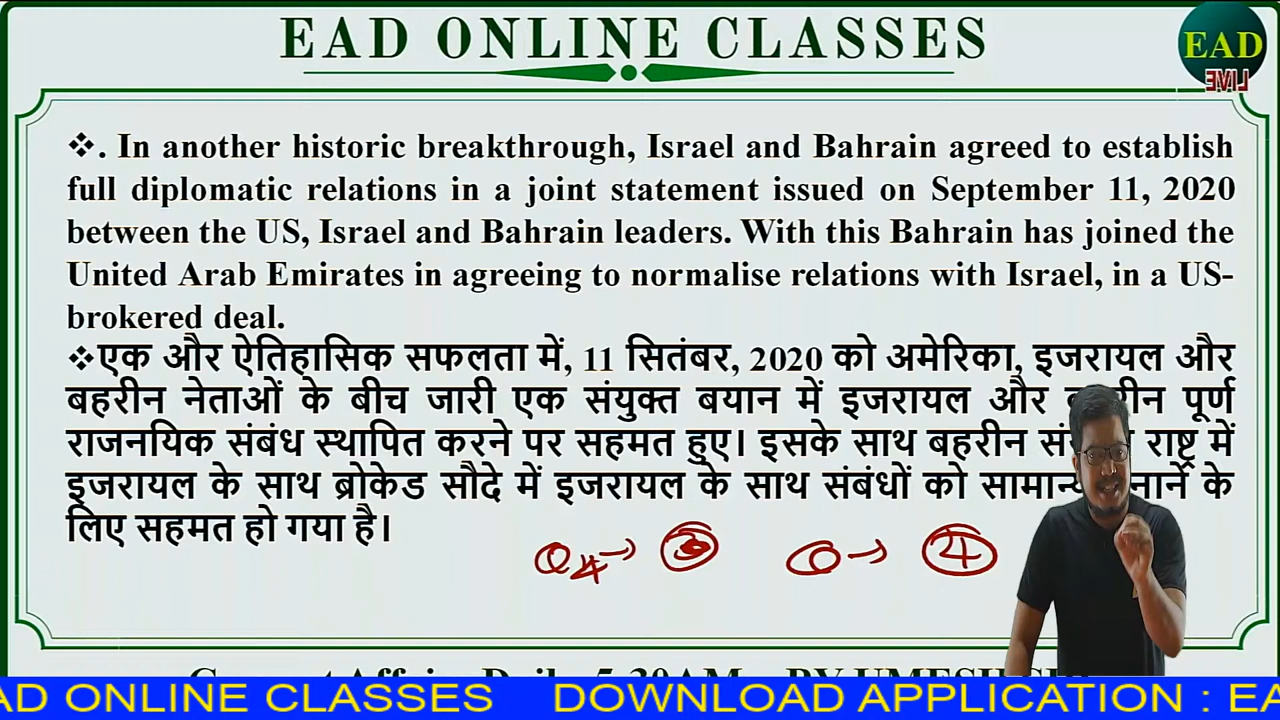 EAD ONLINE CLASSES
EAD
LIVE
❖. In another historic breakthrough, Israel and Bahrain agreed to establish
full diplomatic relations in a joint statement issued on September 11, 2020
between the US, Israel and Bahrain leaders. With this Bahrain has joined the
United Arab Emirates in agreeing to normalise relations with Israel, in a US-
brokered deal.
❖एक और ऐतिहासिक सफलता में, 11 सितंबर, 2020 को अमेरिका, इजरायल और
बहरीन नेताओं के बीच जारी एक संयुक्त बयान में इजरायल और पूर्ण
राजनयिक संबंध स्थापित करने पर सहमत हुए। इसके साथ बहरीन राष्ट्र में
इजरायल के साथ ब्रोकेड सौदे में इजरायल के साथ संबंधों को के
लिए सहमत हो गया है।
Q4→ Q→ 4
AD ONLINE CLASSES DOWNLOAD APPLICATION : EA